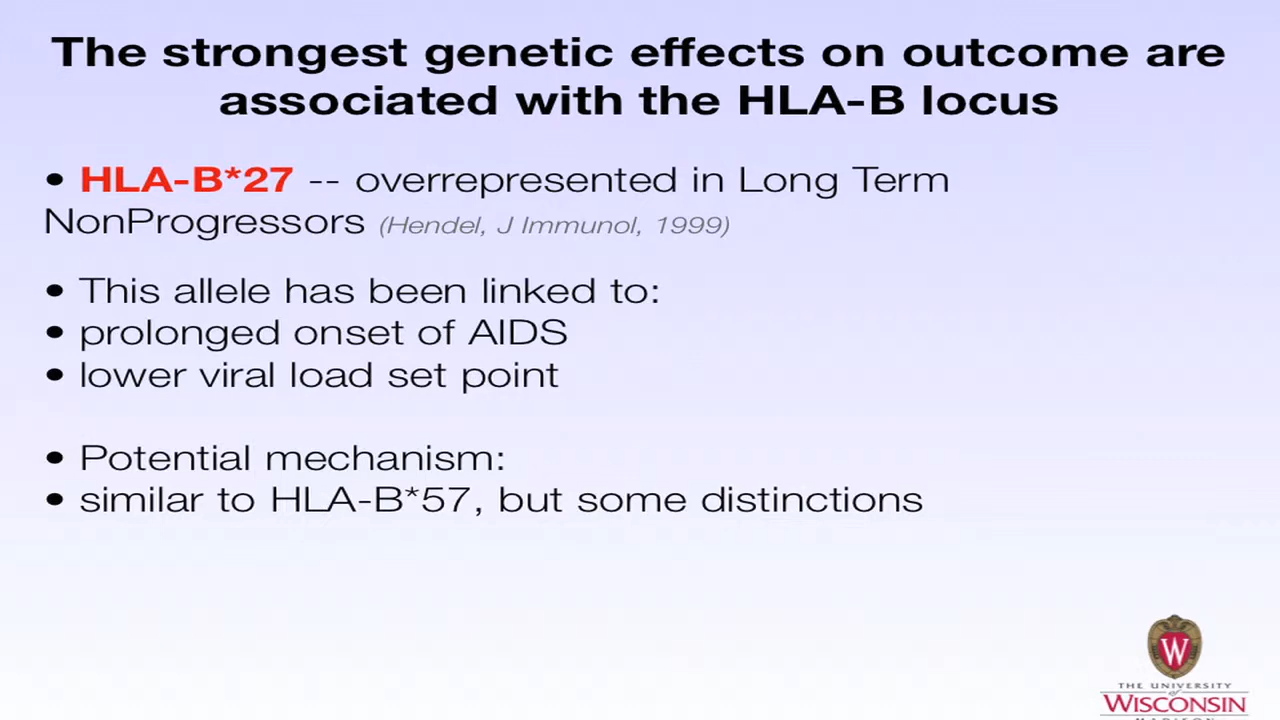 The strongest genetic effects on outcome are
associated with the HLA-B locus
• HLA-B*27 -- overrepresented in Long Term
NonProgressors (Hendel, J Immunol, 1999)
• This allele has been linked to:
• prolonged onset of AIDS
• lower viral load set point
• Potential mechanism:
• similar to HLA-B*57, but some distinctions
W
THE UNIVERSITY
of
WISCONSIN
MADISON